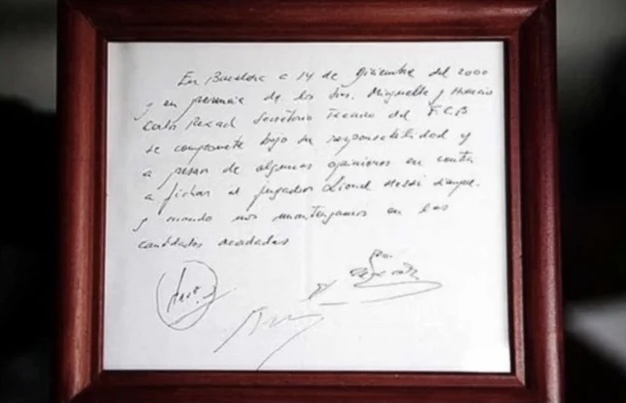 En Barcelona a 14 de Diciembre del 2000
y en presencia de los Srs. Minguella y Horacio
Carlos Rexach Secretario Tecnico del F.C.B
se compromete bajo su responsabilidad y
a pesar de algunas opiniones en contra
a fichar al jugador Lionel Messi siempre
y cuando nos mantengamos en las
cantidades acordadas